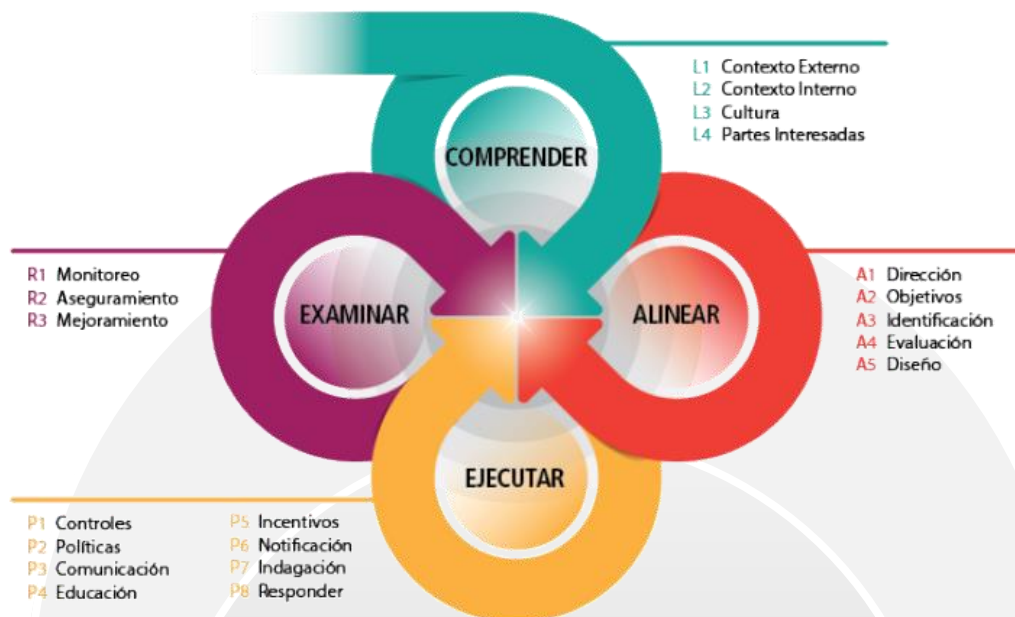 COMPRENDER
L1 Contexto Externo
L2 Contexto Interno
L3 Cultura
L4 Partes Interesadas
EXAMINAR
R1 Monitoreo
R2 Aseguramiento
R3 Mejoramiento
ALINEAR
A1 Dirección
A2 Objetivos
A3 Identificación
A4 Evaluación
A5 Diseño
EJECUTAR
P1 Controles
P2 Políticas
P3 Comunicación
P4 Educación
P5 Incentivos
P6 Notificación
P7 Indagación
P8 Responder